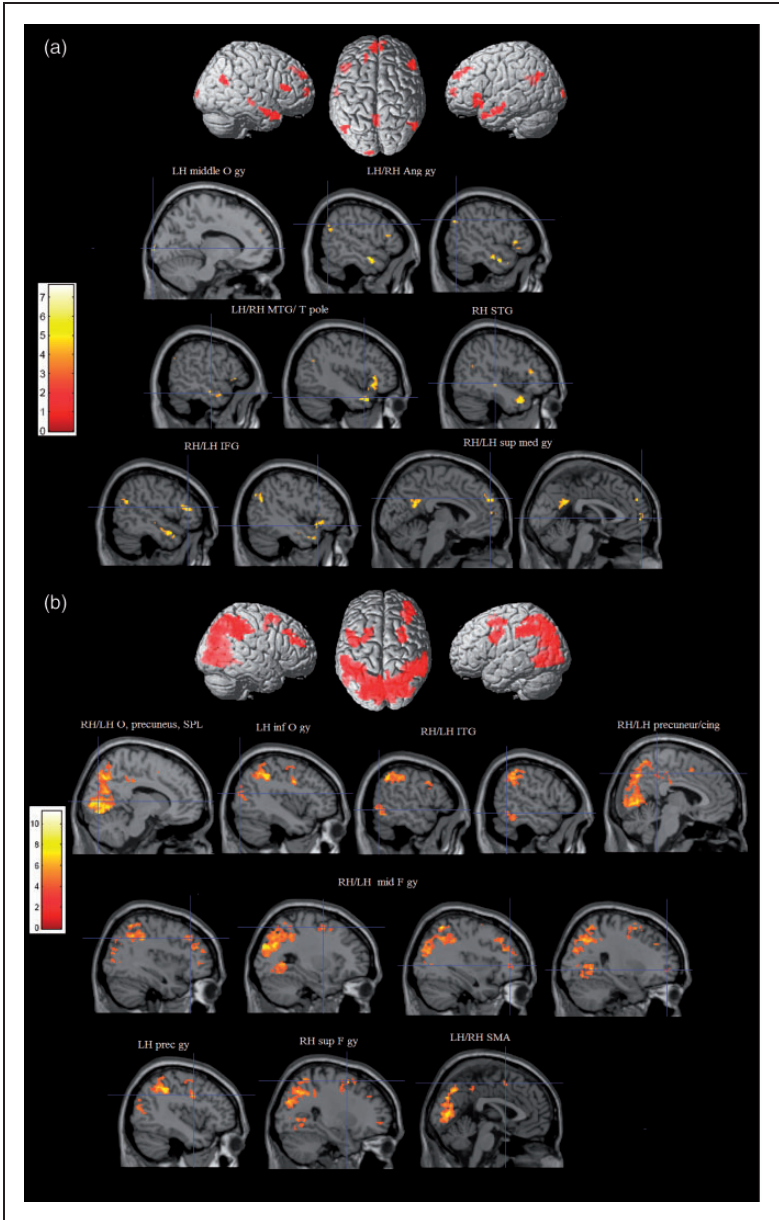 (a)
LH middle O gy
LH/RH Ang gy
7
6
5
4
3
2
1
0
LH/RH MTG/ T pole
RH STG
RH/LH IFG
RH/LH sup med gy
(b)
RH/LH O, precuneus, SPL
LH inf O gy
RH/LH ITG
RH/LH precuneur/cing
10
8
6
4
2
0
RH/LH mid F gy
LH prec gy
RH sup F gy
LH/RH SMA